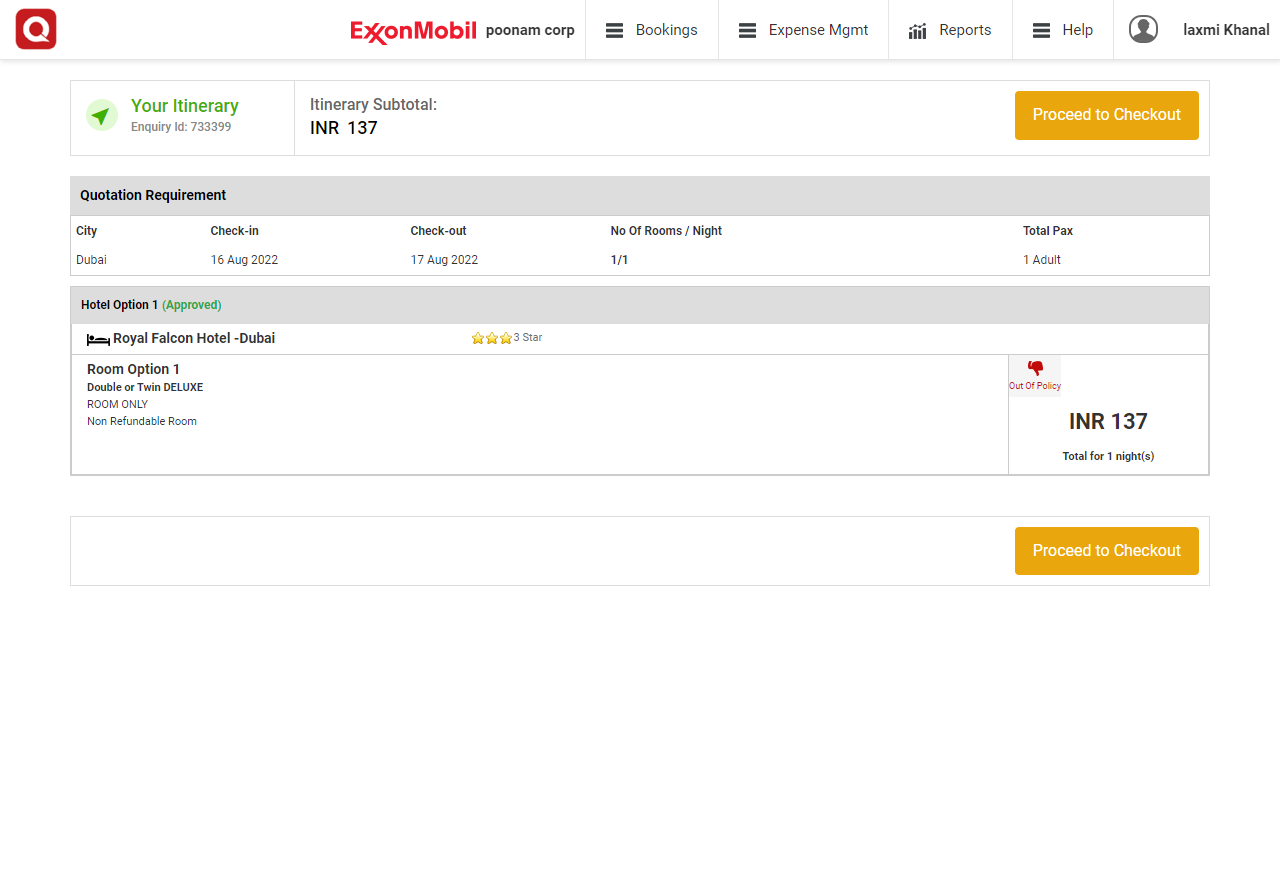 Q ExxonMobil poonam corp Bookings Expense Mgmt Reports Help laxmi Khanal
Your Itinerary
Enquiry Id: 733399
Itinerary Subtotal:
INR 137
Proceed to Checkout
Quotation Requirement
City Check-in Check-out No Of Rooms / Night Total Pax
Dubai 16 Aug 2022 17 Aug 2022 1/1 1 Adult
Hotel Option 1 (Approved)
Royal Falcon Hotel -Dubai 3 Star
Room Option 1
Double or Twin DELUXE
ROOM ONLY
Non Refundable Room
Out Of Policy
INR 137
Total for 1 night(s)
Proceed to Checkout